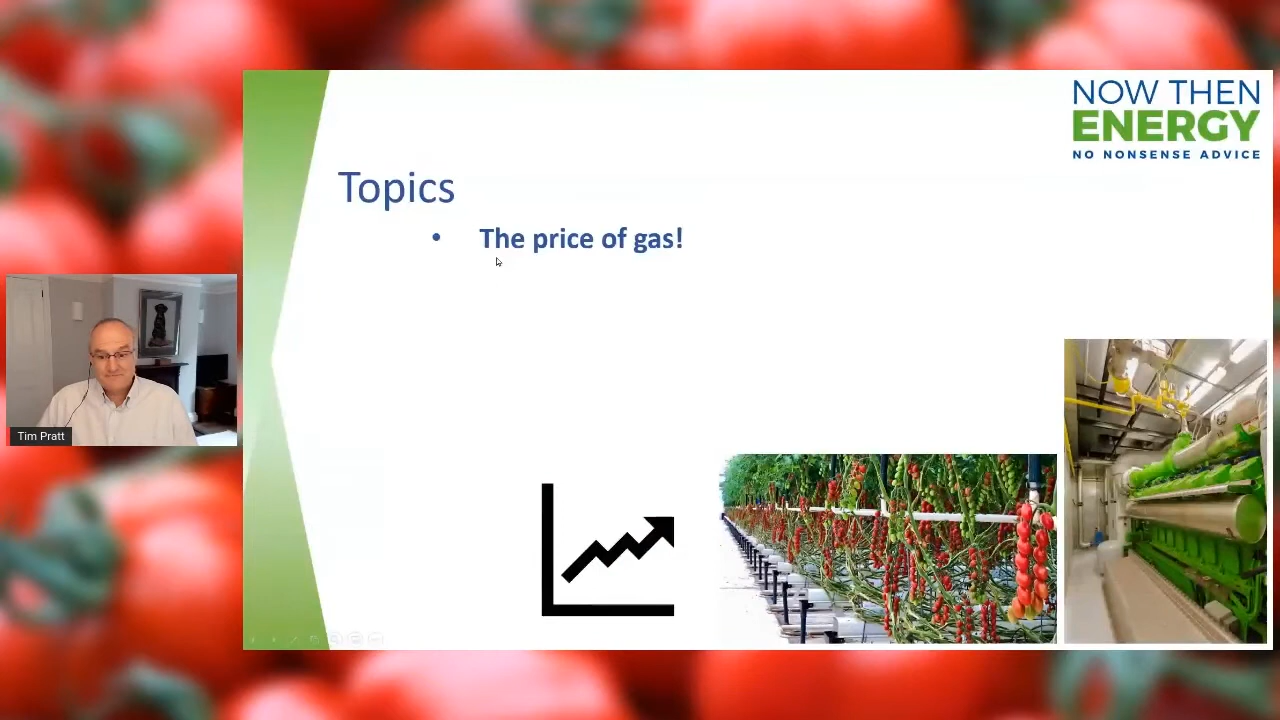 NOW THEN
ENERGY
NO NONSENSE ADVICE
Topics
• The price of gas!
Tim Pratt